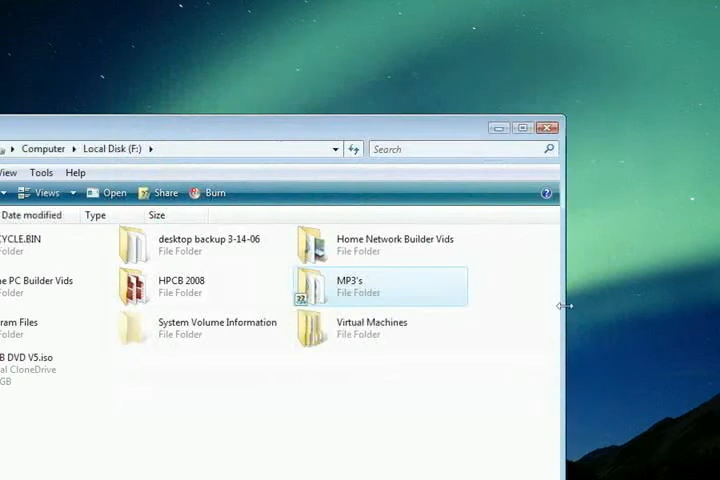 Computer Local Disk (F:)
Search
View Tools Help
Views Open Share Burn
Date modified Type Size
CYCLE.BIN desktop backup 3-14-06 Home Network Builder Vids
Folder File Folder File Folder
e PC Builder Vids HPCB 2008 MP3's
Folder File Folder File Folder
ram Files System Volume Information Virtual Machines
Folder File Folder File Folder
B DVD V5.iso
al CloneDrive
GB